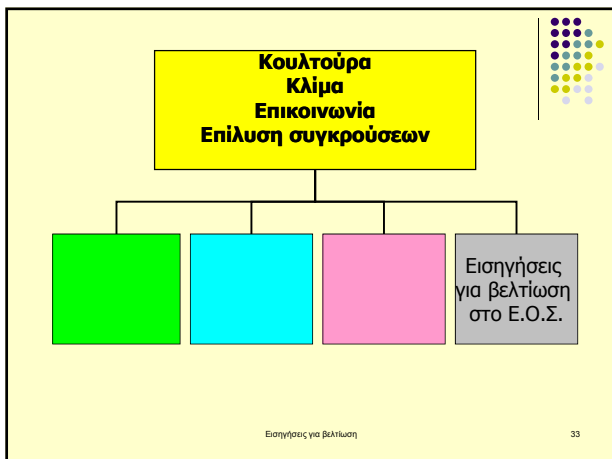 Κουλτούρα
Κλίμα
Επικοινωνία
Επίλυση συγκρούσεων
Εισηγήσεις
για βελτίωση
στο Ε.Ο.Σ.
Εισηγήσεις για βελτίωση
33